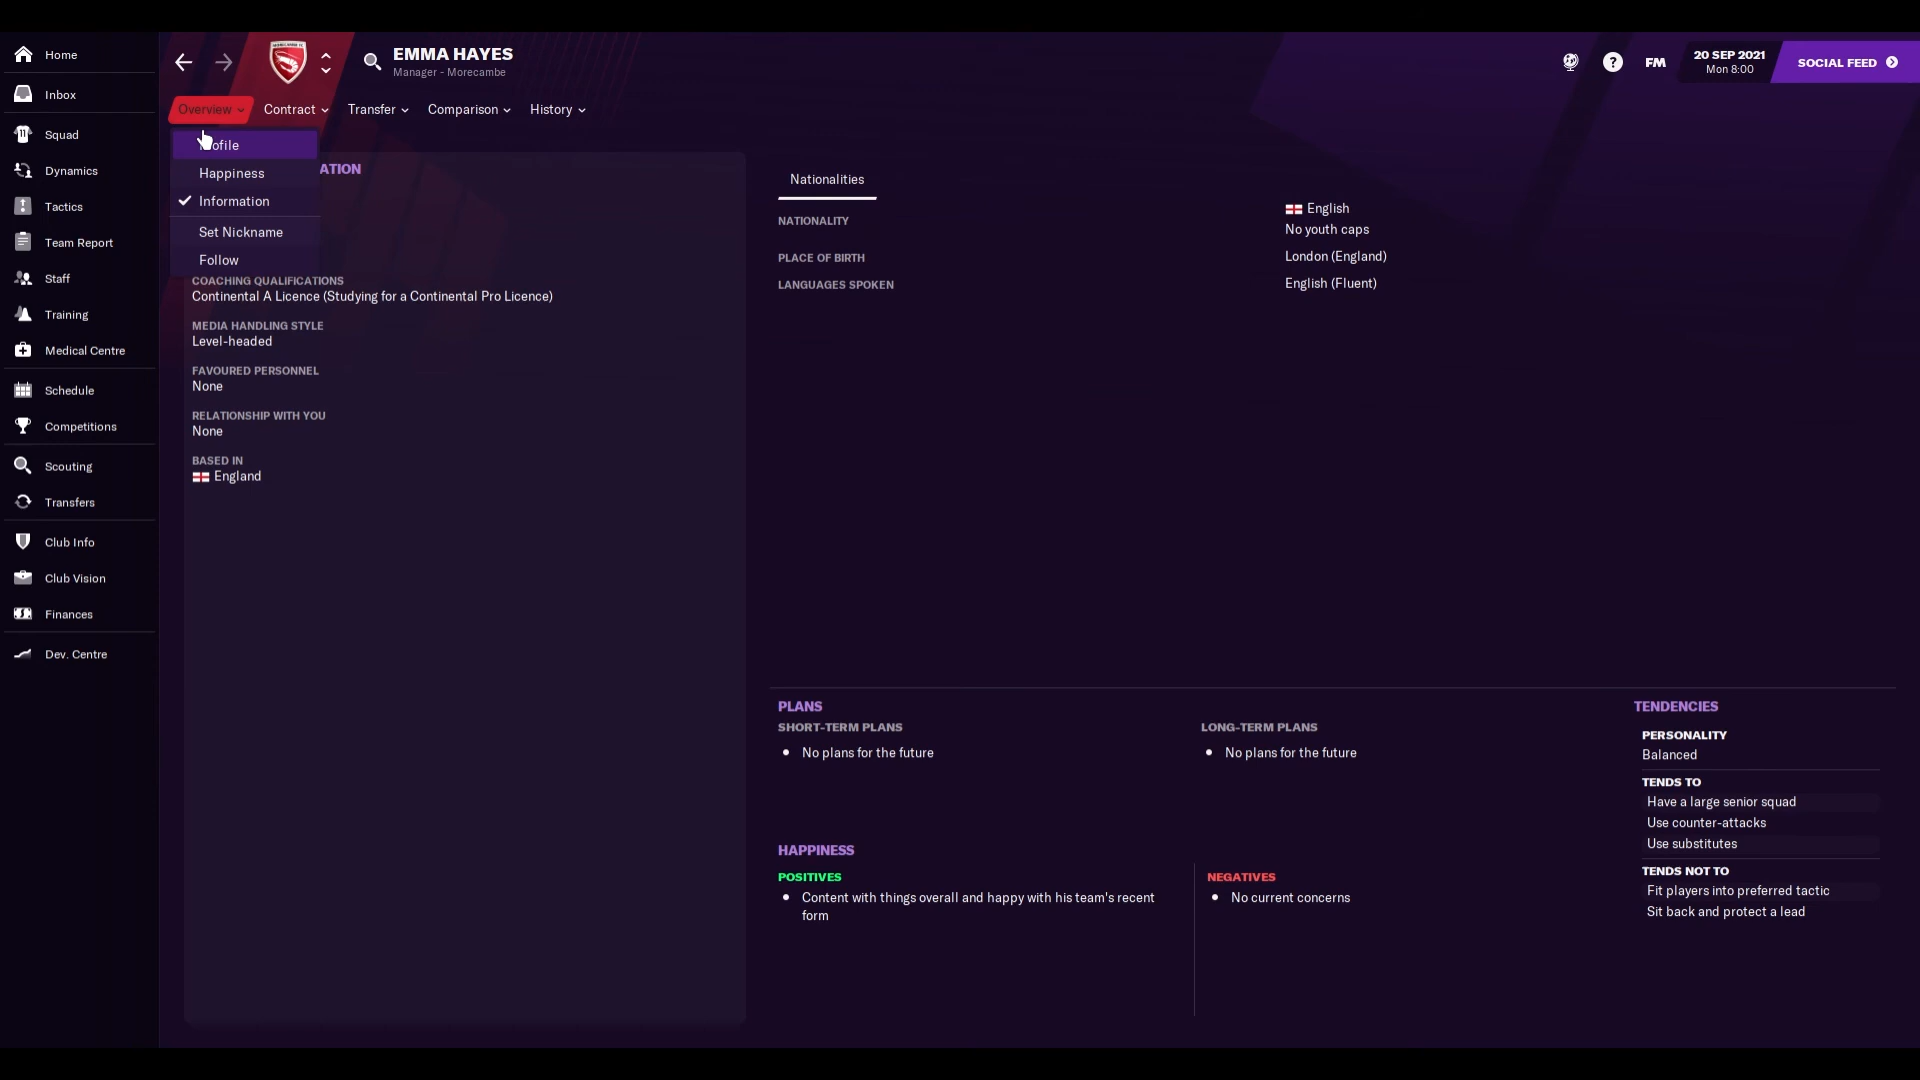 Home
Inbox
Squad
Dynamics
Tactics
Team Report
Staff
Training
Medical Centre
Schedule
Competitions
Scouting
Transfers
Club Info
Club Vision
Finances
Dev. Centre
EMMA HAYES
Manager - Morecambe
FM
20 SEP 2021
Mon 8:00
SOCIAL FEED
Overview
Contract
Transfer
Comparison
History
ofile
Happiness
Information
Set Nickname
Follow
ATION
COACHING QUALIFICATIONS
Continental A Licence (Studying for a Continental Pro Licence)
MEDIA HANDLING STYLE
Level-headed
FAVOURED PERSONNEL
None
RELATIONSHIP WITH YOU
None
BASED IN
England
Nationalities
NATIONALITY
English
No youth caps
PLACE OF BIRTH
London (England)
LANGUAGES SPOKEN
English (Fluent)
PLANS
SHORT-TERM PLANS
• No plans for the future
LONG-TERM PLANS
• No plans for the future
HAPPINESS
POSITIVES
• Content with things overall and happy with his team's recent
form
NEGATIVES
• No current concerns
TENDENCIES
PERSONALITY
Balanced
TENDS TO
Have a large senior squad
Use counter-attacks
Use substitutes
TENDS NOT TO
Fit players into preferred tactic
Sit back and protect a lead